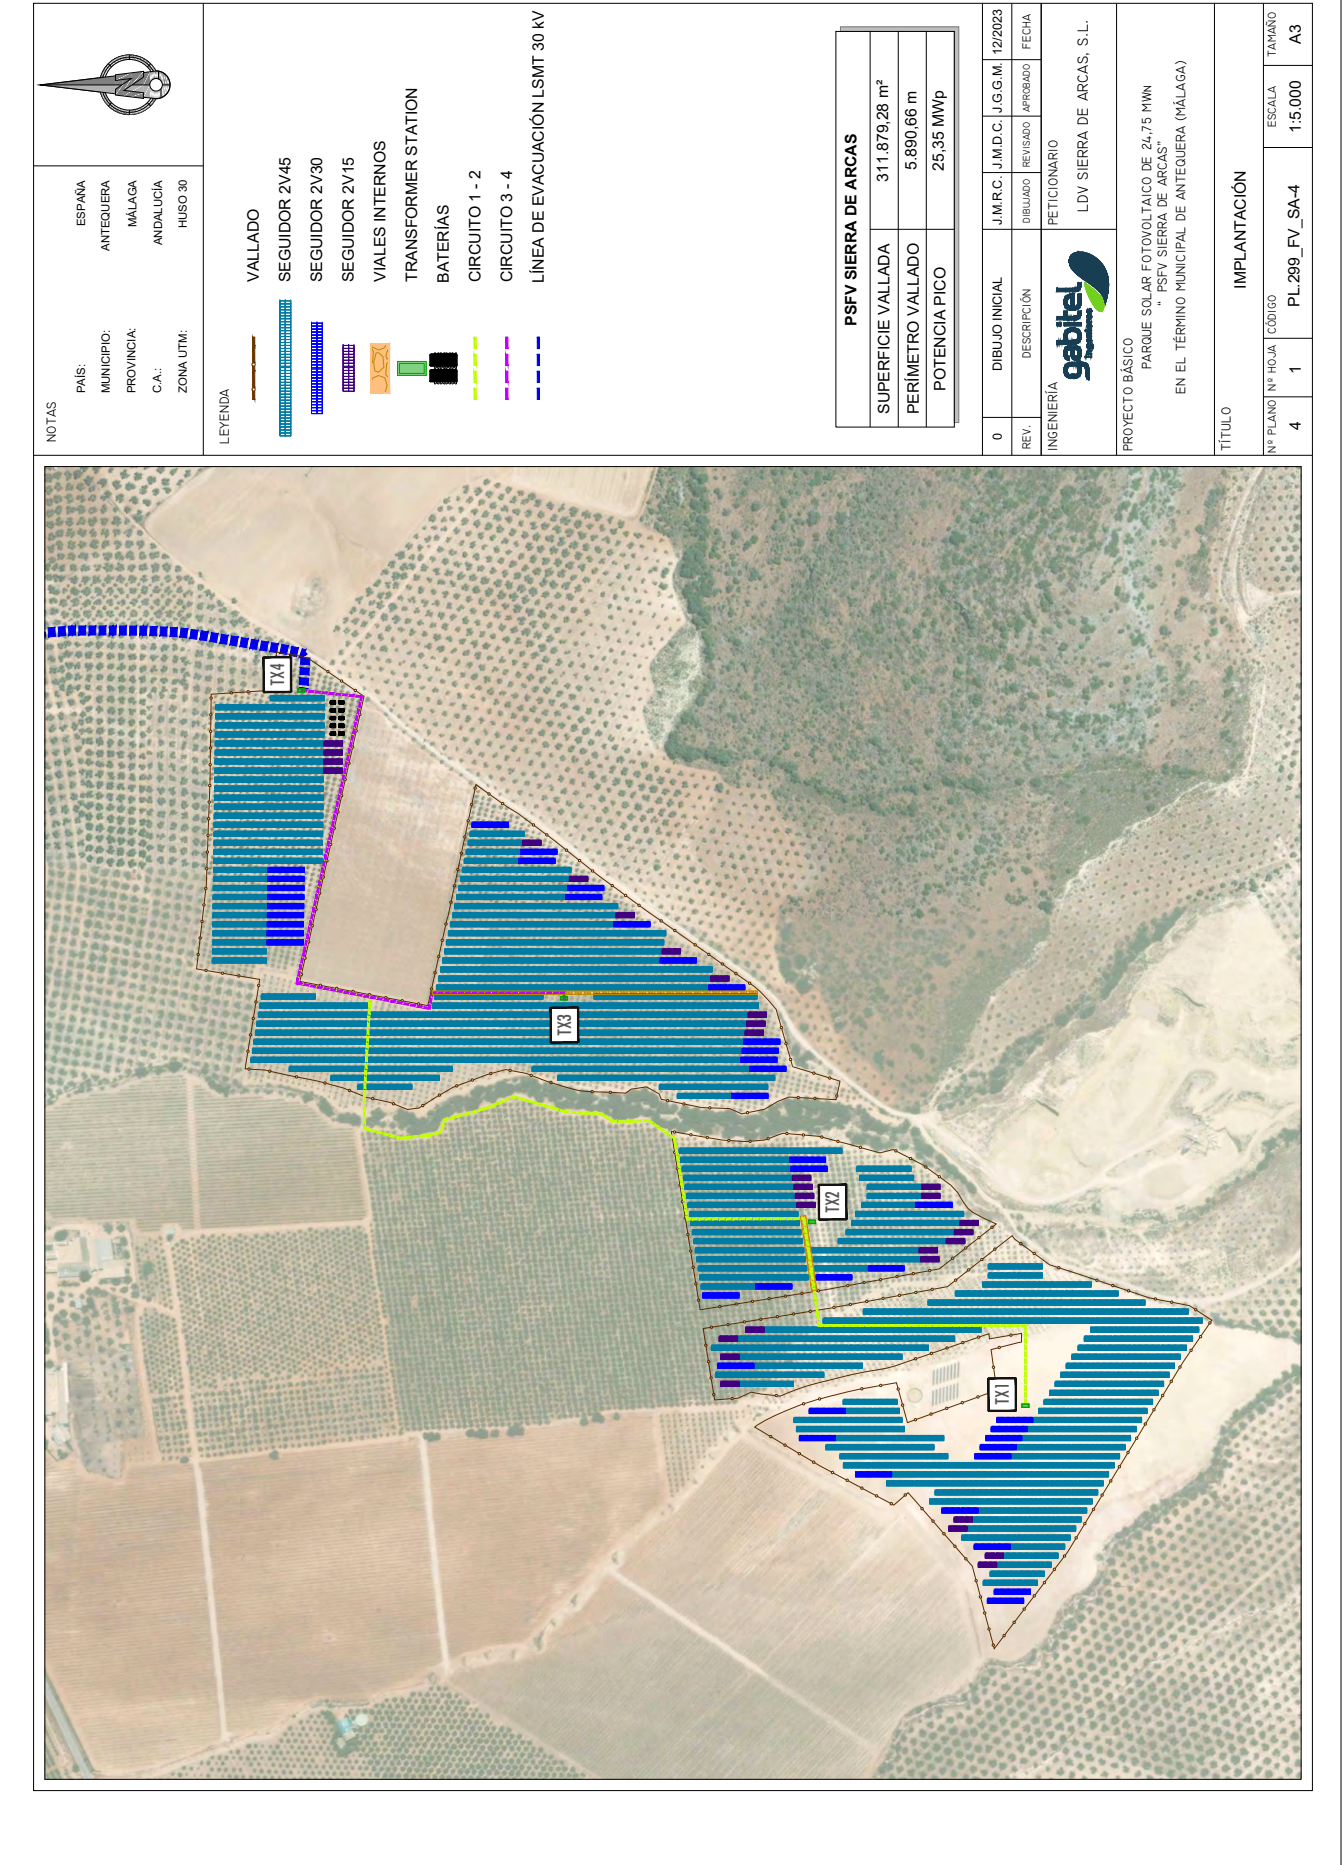 NOTAS
PAÍS: ESPAÑA
MUNICIPIO: ANTEQUERA
PROVINCIA: MÁLAGA
C.A.: ANDALUCÍA
ZONA UTM: HUSO 30
N
LEYENDA
VALLADO
SEGUIDOR 2V45
SEGUIDOR 2V30
SEGUIDOR 2V15
VIALES INTERNOS
TRANSFORMER STATION
BATERÍAS
CIRCUITO 1 - 2
CIRCUITO 3 - 4
LÍNEA DE EVACUACIÓN LSMT 30 kV
PSFV SIERRA DE ARCAS
SUPERFICIE VALLADA 311.879,28 m²
PERÍMETRO VALLADO 5.890,66 m
POTENCIA PICO 25,35 MWp
0 DIBUJO INICIAL J.M.R.C. J.M.D.C. J.G.G.M. 12/2023
REV. DESCRIPCIÓN DIBUJADO REVISADO APROBADO FECHA
INGENIERÍA
gabitel
Ingenieros
PETICIONARIO
LDV SIERRA DE ARCAS, S.L.
PROYECTO BÁSICO
PARQUE SOLAR FOTOVOLTAICO DE 24,75 MWN
" PSFV SIERRA DE ARCAS"
EN EL TÉRMINO MUNICIPAL DE ANTEQUERA (MÁLAGA)
TÍTULO
IMPLANTACIÓN
Nº PLANO Nº HOJA CÓDIGO ESCALA TAMAÑO
4 1 PL.299_FV_SA-4 1:5.000 A3
TX4
TX3
TX2
TX1